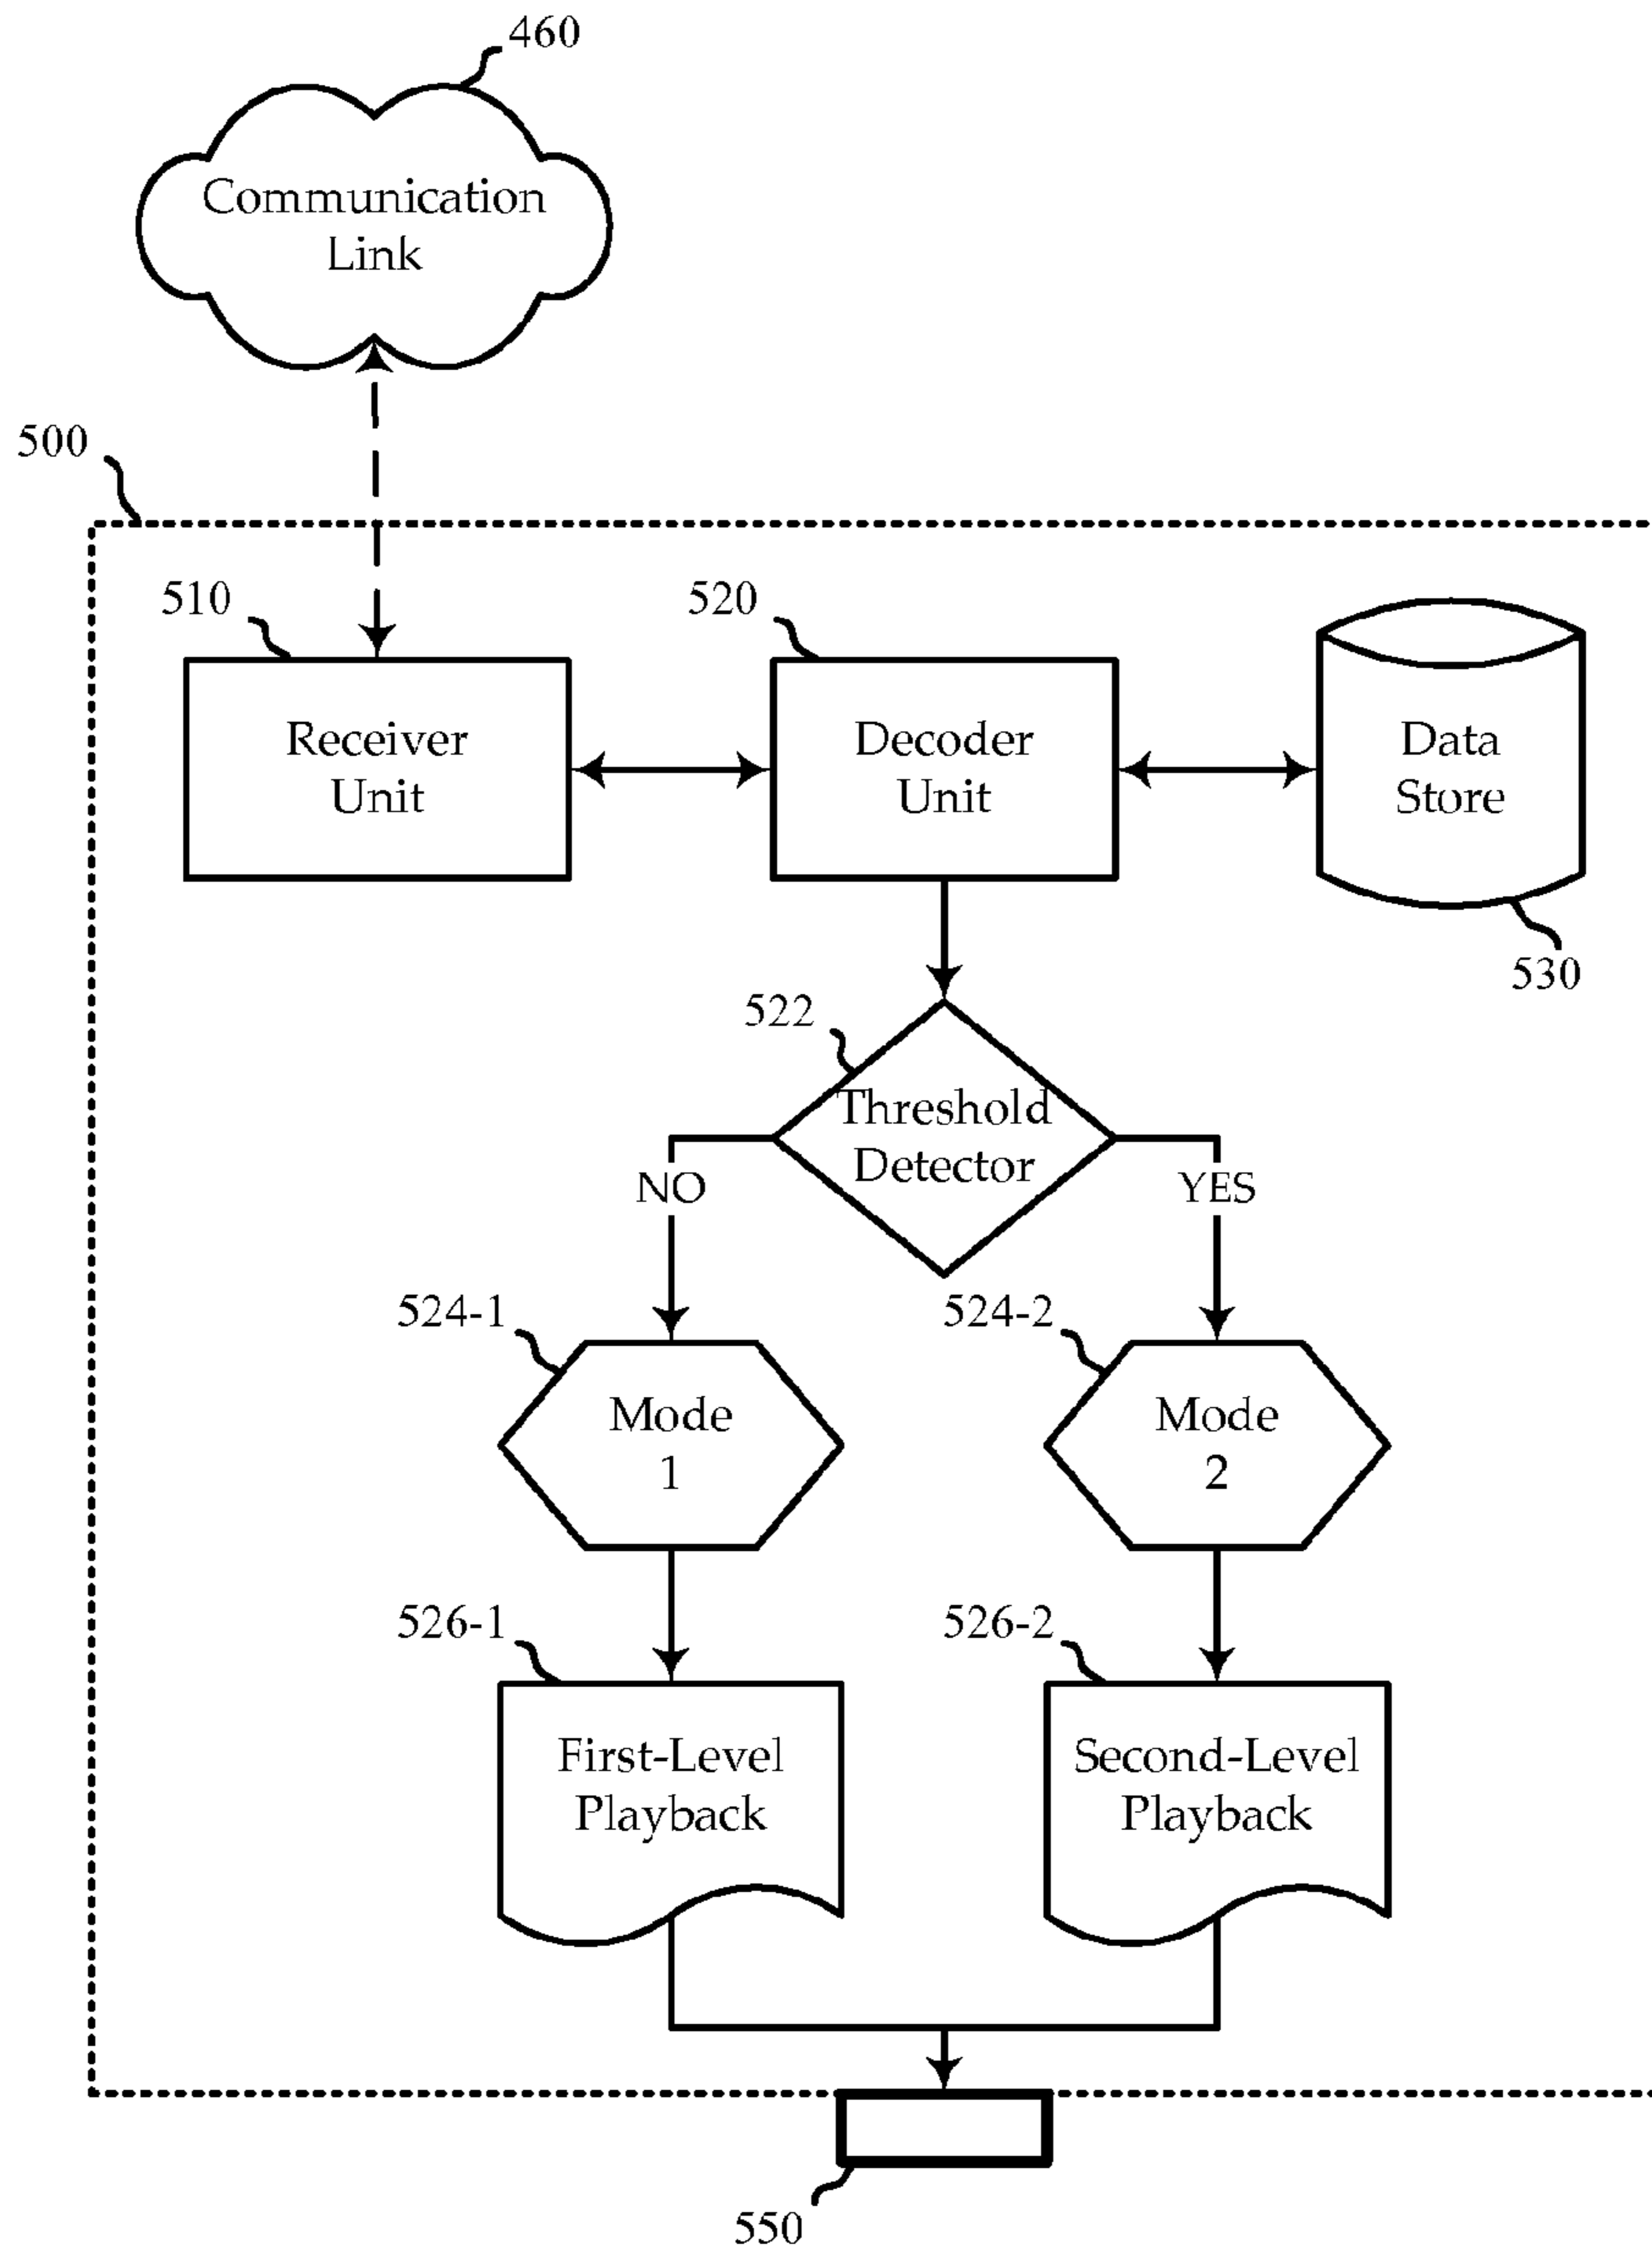 460
Communication
Link
500
510
520
Receiver
Unit
Decoder
Unit
Data
Store
530
522
Threshold
Detector
NO
YES
524-1
524-2
Mode
1
Mode
2
526-1
526-2
First-Level
Playback
Second-Level
Playback
550